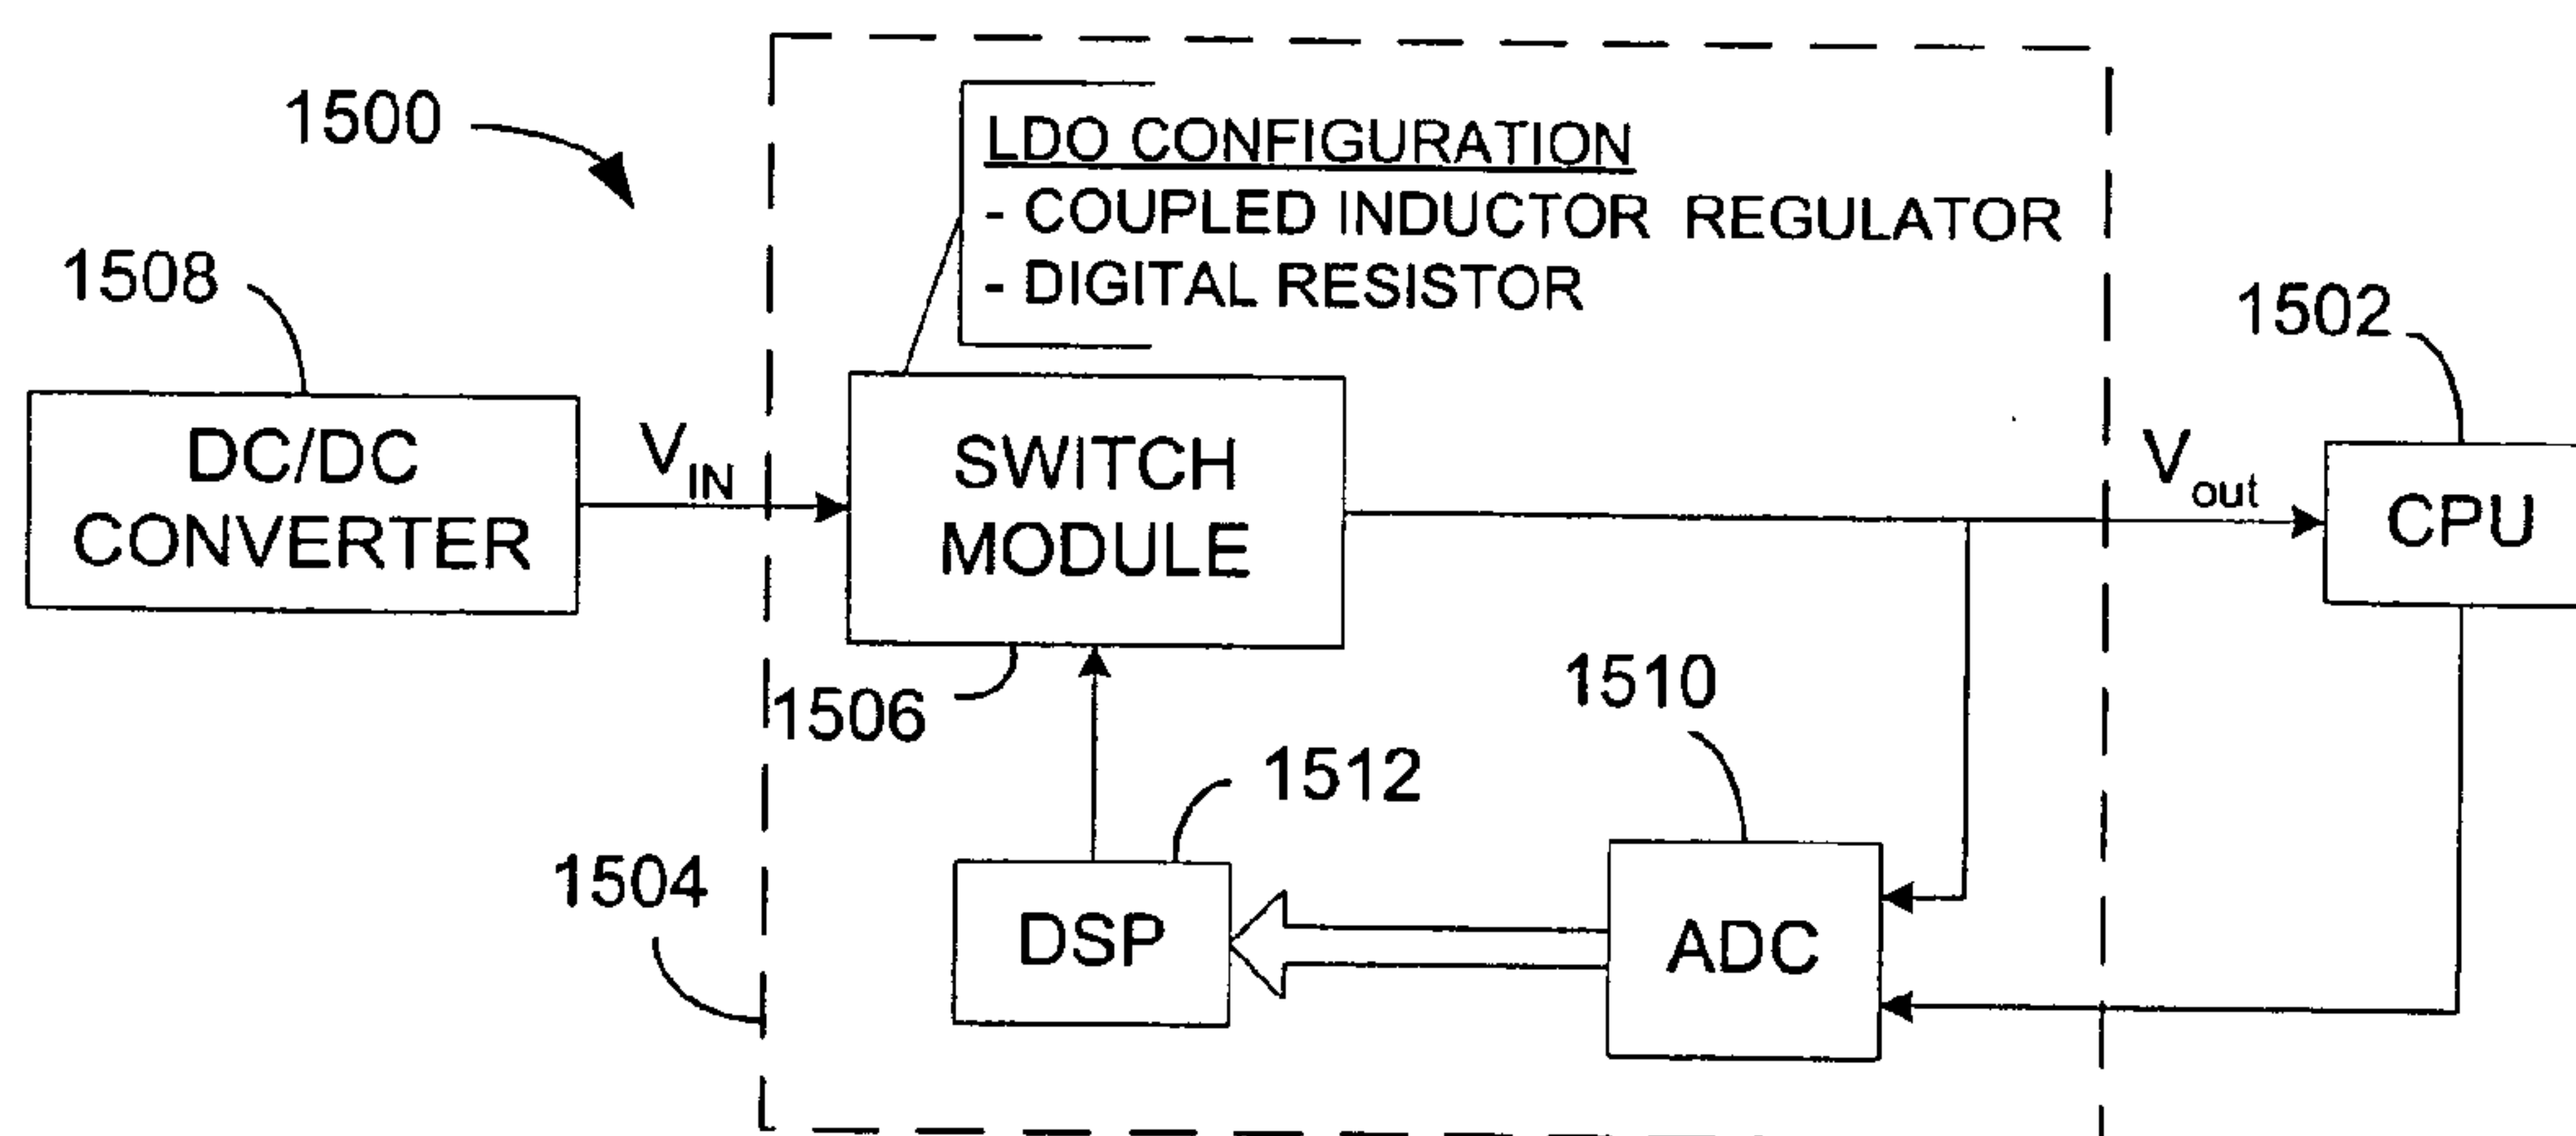 1500
LDO CONFIGURATION
- COUPLED INDUCTOR REGULATOR
- DIGITAL RESISTOR
1508
1502
DC/DC
CONVERTER
VIN
SWITCH
MODULE
Vout
CPU
1506
1510
1512
1504
DSP
ADC